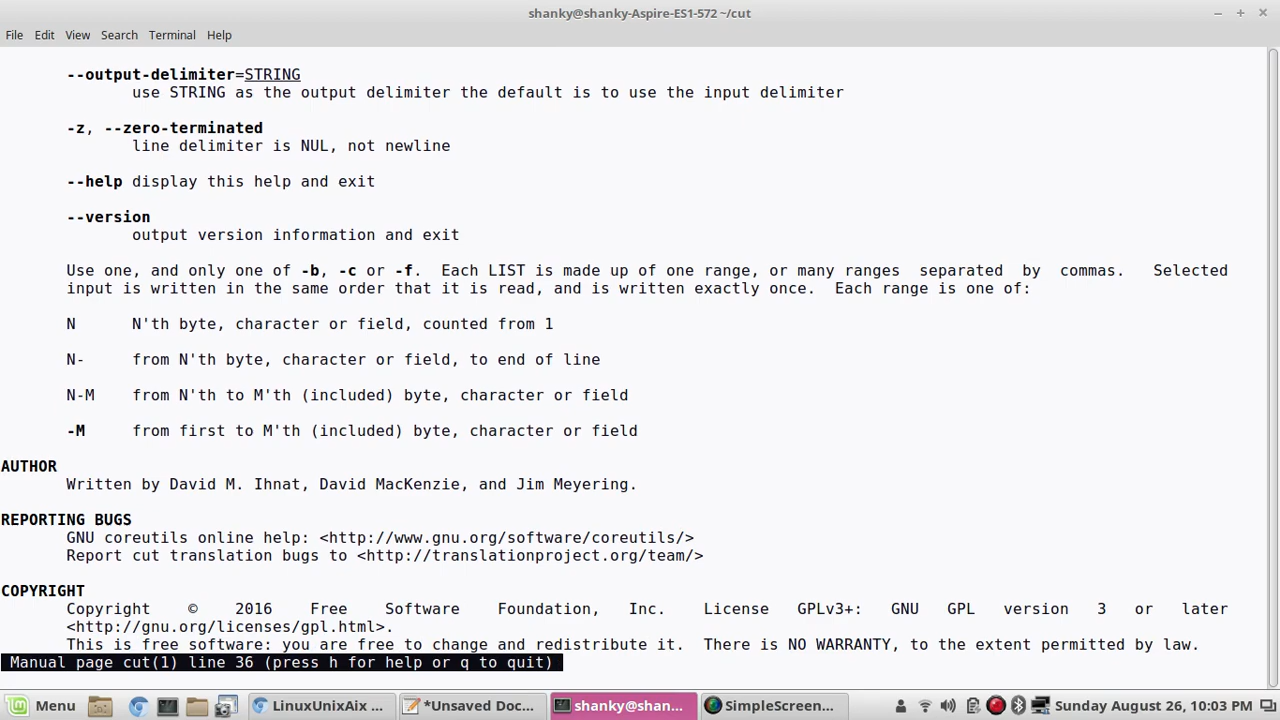 shanky@shanky-Aspire-ES1-572 ~/cut
File Edit View Search Terminal Help
--output-delimiter=STRING
use STRING as the output delimiter the default is to use the input delimiter
-z, --zero-terminated
line delimiter is NUL, not newline
--help display this help and exit
--version
output version information and exit
Use one, and only one of -b, -c or -f. Each LIST is made up of one range, or many ranges separated by commas. Selected
input is written in the same order that it is read, and is written exactly once. Each range is one of:
N N'th byte, character or field, counted from 1
N- from N'th byte, character or field, to end of line
N-M from N'th to M'th (included) byte, character or field
-M from first to M'th (included) byte, character or field
AUTHOR
Written by David M. Ihnat, David MacKenzie, and Jim Meyering.
REPORTING BUGS
GNU coreutils online help: <http://www.gnu.org/software/coreutils/>
Report cut translation bugs to <http://translationproject.org/team/>
COPYRIGHT
Copyright © 2016 Free Software Foundation, Inc. License GPLv3+: GNU GPL version 3 or later
<http://gnu.org/licenses/gpl.html>.
This is free software: you are free to change and redistribute it. There is NO WARRANTY, to the extent permitted by law.
Manual page cut(1) line 36 (press h for help or q to quit)
Menu LinuxUnixAix ... *Unsaved Doc... shanky@shan... SimpleScreen... Sunday August 26, 10:03 PM